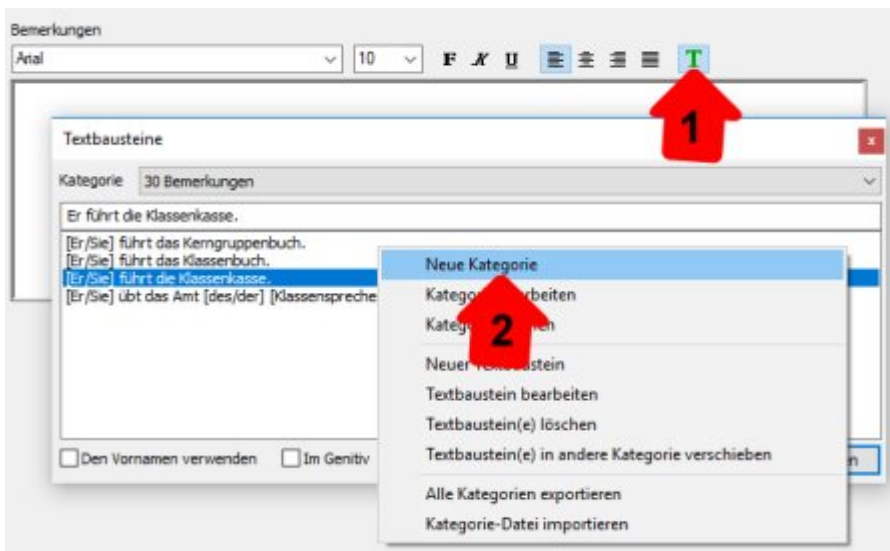 Bemerkungen
Arial 10 F K U T
1
Textbausteine x
Kategorie 30 Bemerkungen
Er führt die Klassenkasse.
[Er/Sie] führt das Kerngruppenbuch.
[Er/Sie] führt das Klassenbuch.
[Er/Sie] führt die Klassenkasse.
[Er/Sie] übt das Amt [des/der] [Klassenspreche
Neue Kategorie
2
Neuer
Textbaustein bearbeiten
Textbaustein(e) löschen
Textbaustein(e) in andere Kategorie verschieben
Alle Kategorien exportieren
Kategorie-Datei importieren
Den Vornamen verwenden Im Genitiv